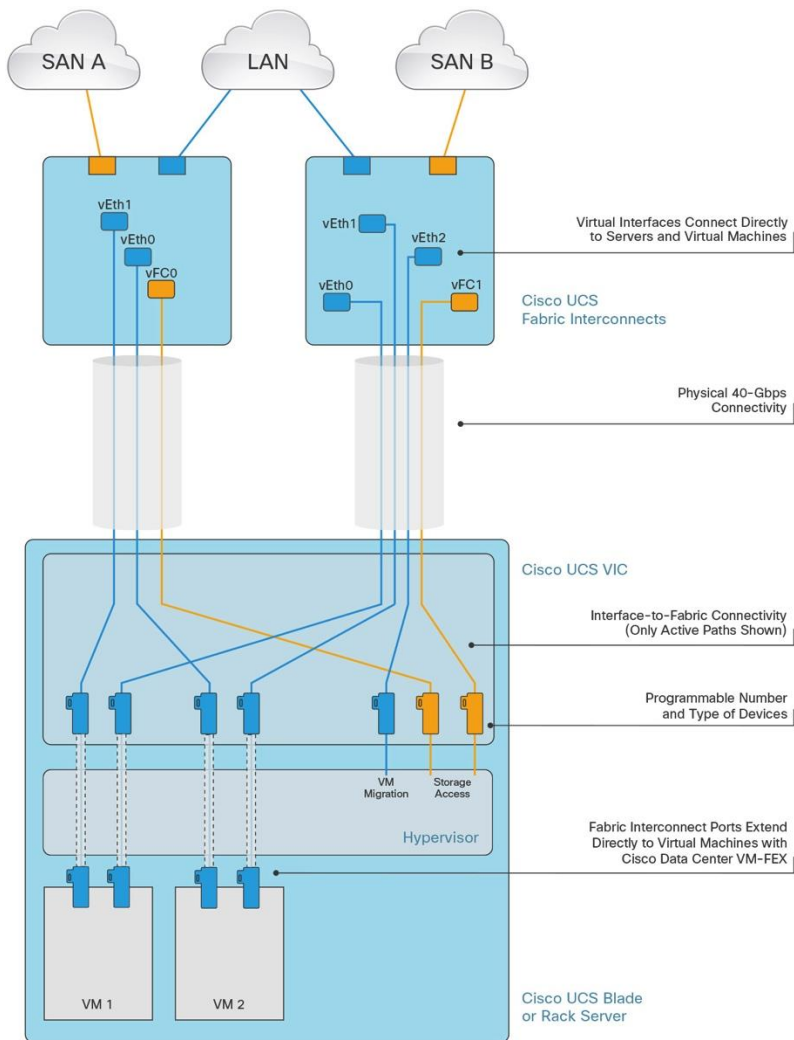 SAN A
LAN
SAN B
vEth1
vEth0
vFC0
vEth1
vEth2
vEth0
vFC1
Virtual Interfaces Connect Directly
to Servers and Virtual Machines
Cisco UCS
Fabric Interconnects
Physical 40-Gbps
Connectivity
Cisco UCS VIC
Interface-to-Fabric Connectivity
(Only Active Paths Shown)
Programmable Number
and Type of Devices
VM
Migration
Storage
Access
Hypervisor
Fabric Interconnect Ports Extend
Directly to Virtual Machines with
Cisco Data Center VM-FEX
VM 1
VM 2
Cisco UCS Blade
or Rack Server